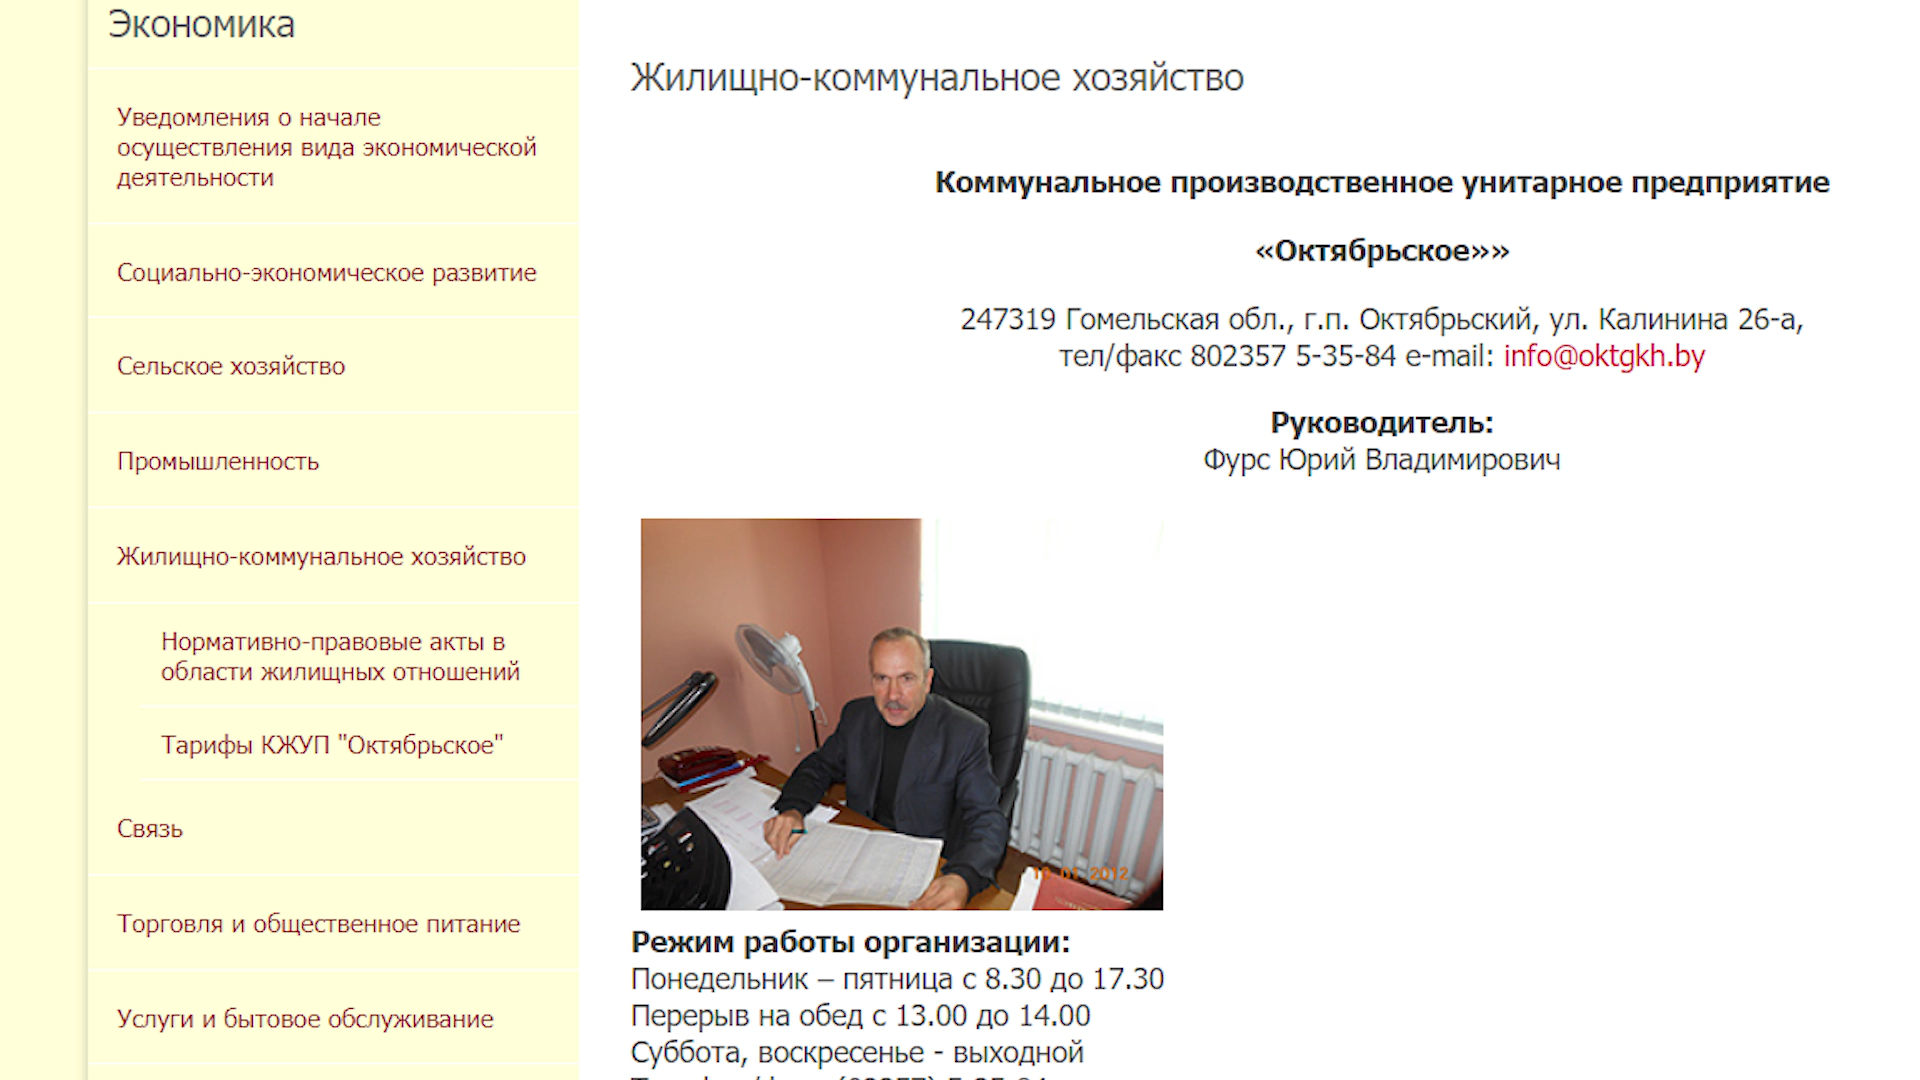 Экономика
Уведомления о начале
осуществления вида экономической
деятельности
Социально-экономическое развитие
Сельское хозяйство
Промышленность
Жилищно-коммунальное хозяйство
Нормативно-правовые акты в
области жилищных отношений
Тарифы КЖУП "Октябрьское"
Связь
Торговля и общественное питание
Услуги и бытовое обслуживание
Жилищно-коммунальное хозяйство
Коммунальное производственное унитарное предприятие
«Октябрьское»»
247319 Гомельская обл., г.п. Октябрьский, ул. Калинина 26-а,
тел/факс 802357 5-35-84 e-mail: info@oktgkh.by
Руководитель:
Фурс Юрий Владимирович
Режим работы организации:
Понедельник – пятница с 8.30 до 17.30
Перерыв на обед с 13.00 до 14.00
Суббота, воскресенье - выходной